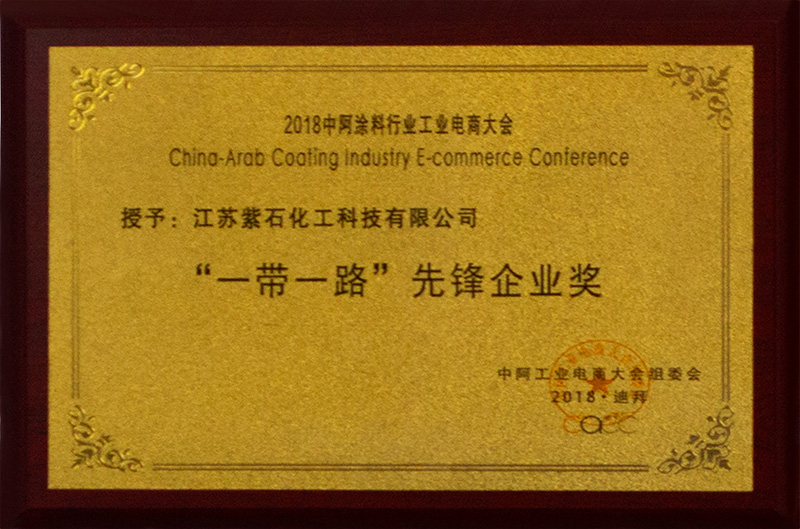 2018中阿涂料行业工业电商大会
China-Arab Coating Industry E-commerce Conference
授予：江苏紫石化工科技有限公司
“一带一路”先锋企业奖
中阿工业电商大会组委会
2018·迪拜
cacc